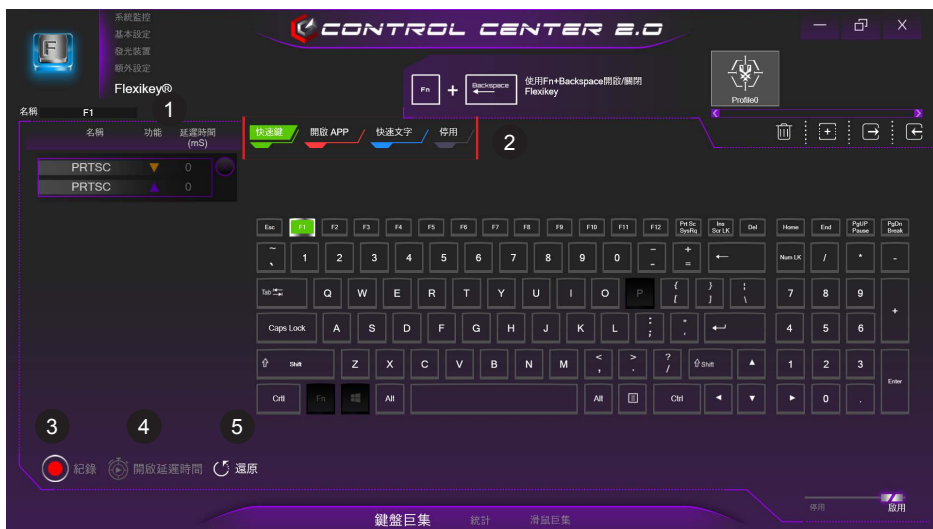 系統監控
基本設定
發光裝置
額外設定
Flexikey®
CONTROL CENTER 2.0
Fn + Backspace
使用Fn+Backspace開啟/關閉
Flexikey
Profile0
名稱 F1
1
名稱 功能 延遲時間
(mS)
PRTSC 0
PRTSC 0
快速鍵 開啟 APP 快速文字 停用
2
Esc F1 F2 F3 F4 F5 F6 F7 F8 F9 F10 F11 F12 Prt Sc Ins Del Home End PgUP PgDn
SysRq Scr LK Pause Break
~ 1 2 3 4 5 6 7 8 9 0 - + ← Num LK / * -
、 - =
Tab Q W E R T Y U I O P { } ¦ 7 8 9 +
[ ] \
Caps Lock A S D F G H J K L : " 4 5 6
; '
Shift Z X C V B N M < > ? Shift ▲ 1 2 3 Enter
, . /
Crtl Fn Alt Alt Ctrl ◄ ▼ ► 0 .
3 4 5
紀錄 開啟延遲時間 還原
鍵盤巨集 統計 滑鼠巨集
停用 啟用